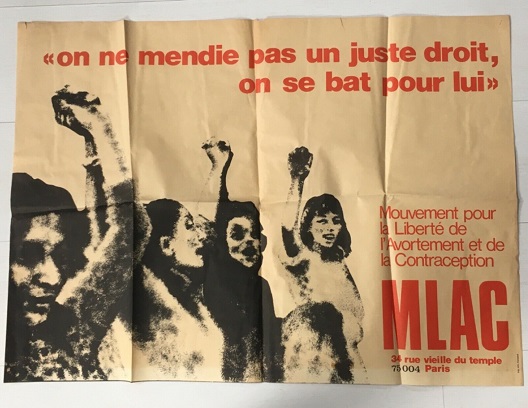 «on ne mendie pas un juste droit,
on se bat pour lui»
Mouvement pour
la Liberté de
l'Avortement et de
la Contraception
MLAC
34 rue vieille du temple
75004 Paris